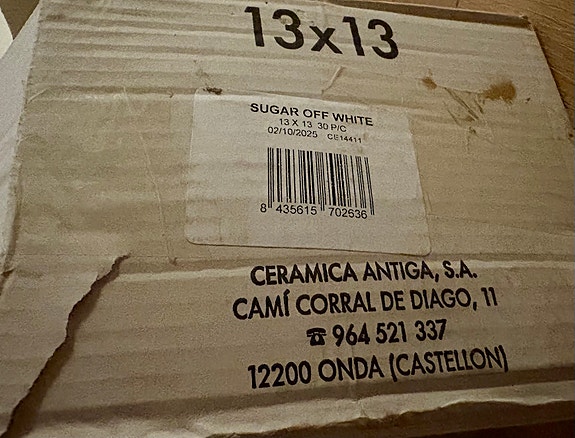 13x13
SUGAR OFF WHITE
13 X 13 30 P/C
02/10/2025 CE14411
8 435615 702636
CERAMICA ANTIGA, S.A.
CAMÍ CORRAL DE DIAGO, 11
☎ 964 521 337
12200 ONDA (CASTELLON)